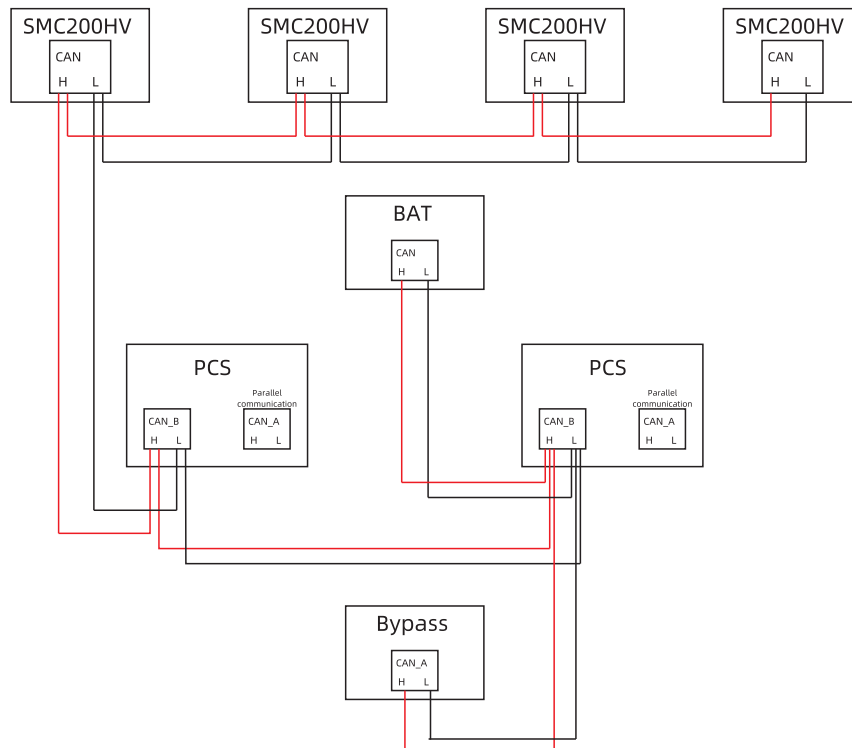 SMC200HV SMC200HV SMC200HV SMC200HV
CAN CAN CAN CAN
H L H L H L H L
BAT
CAN
H L
PCS PCS
Parallel Parallel
communication communication
CAN_B CAN_A CAN_B CAN_A
H L H L H L H L
Bypass
CAN_A
H L